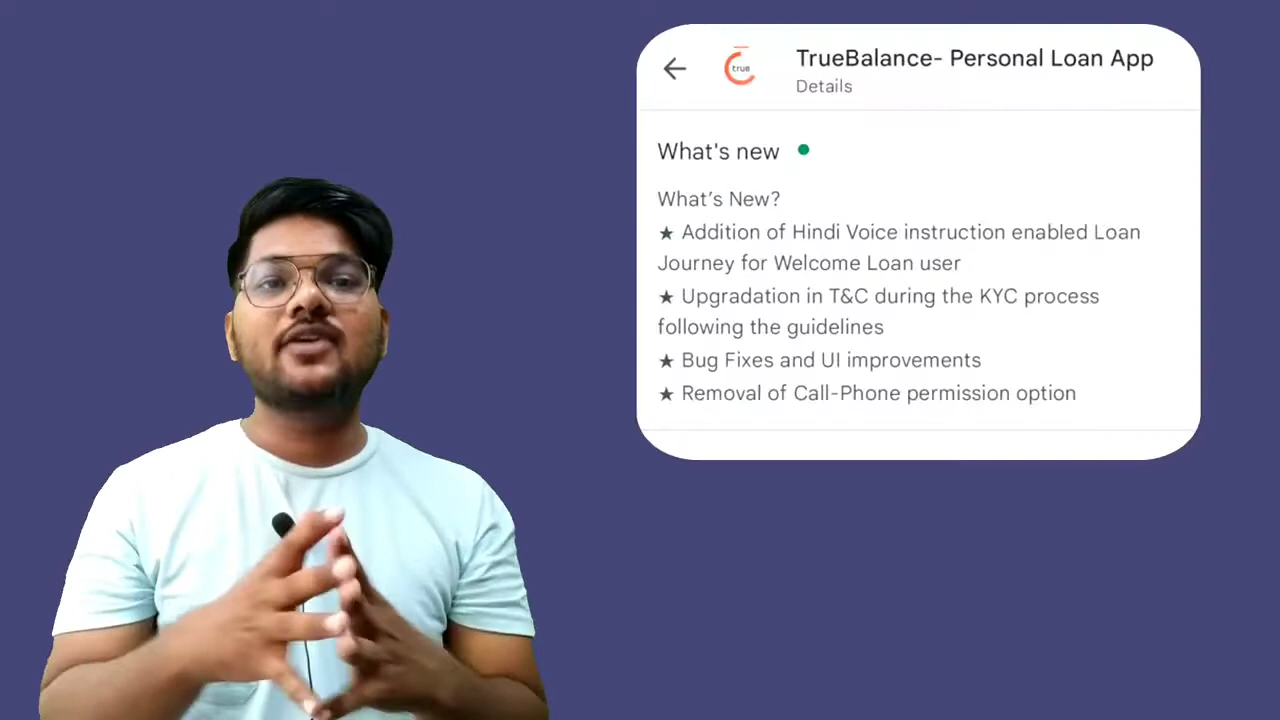 TrueBalance- Personal Loan App
true
Details
What's new
What's New?
★ Addition of Hindi Voice instruction enabled Loan
Journey for Welcome Loan user
★ Upgradation in T&C during the KYC process
following the guidelines
★ Bug Fixes and UI improvements
★ Removal of Call-Phone permission option